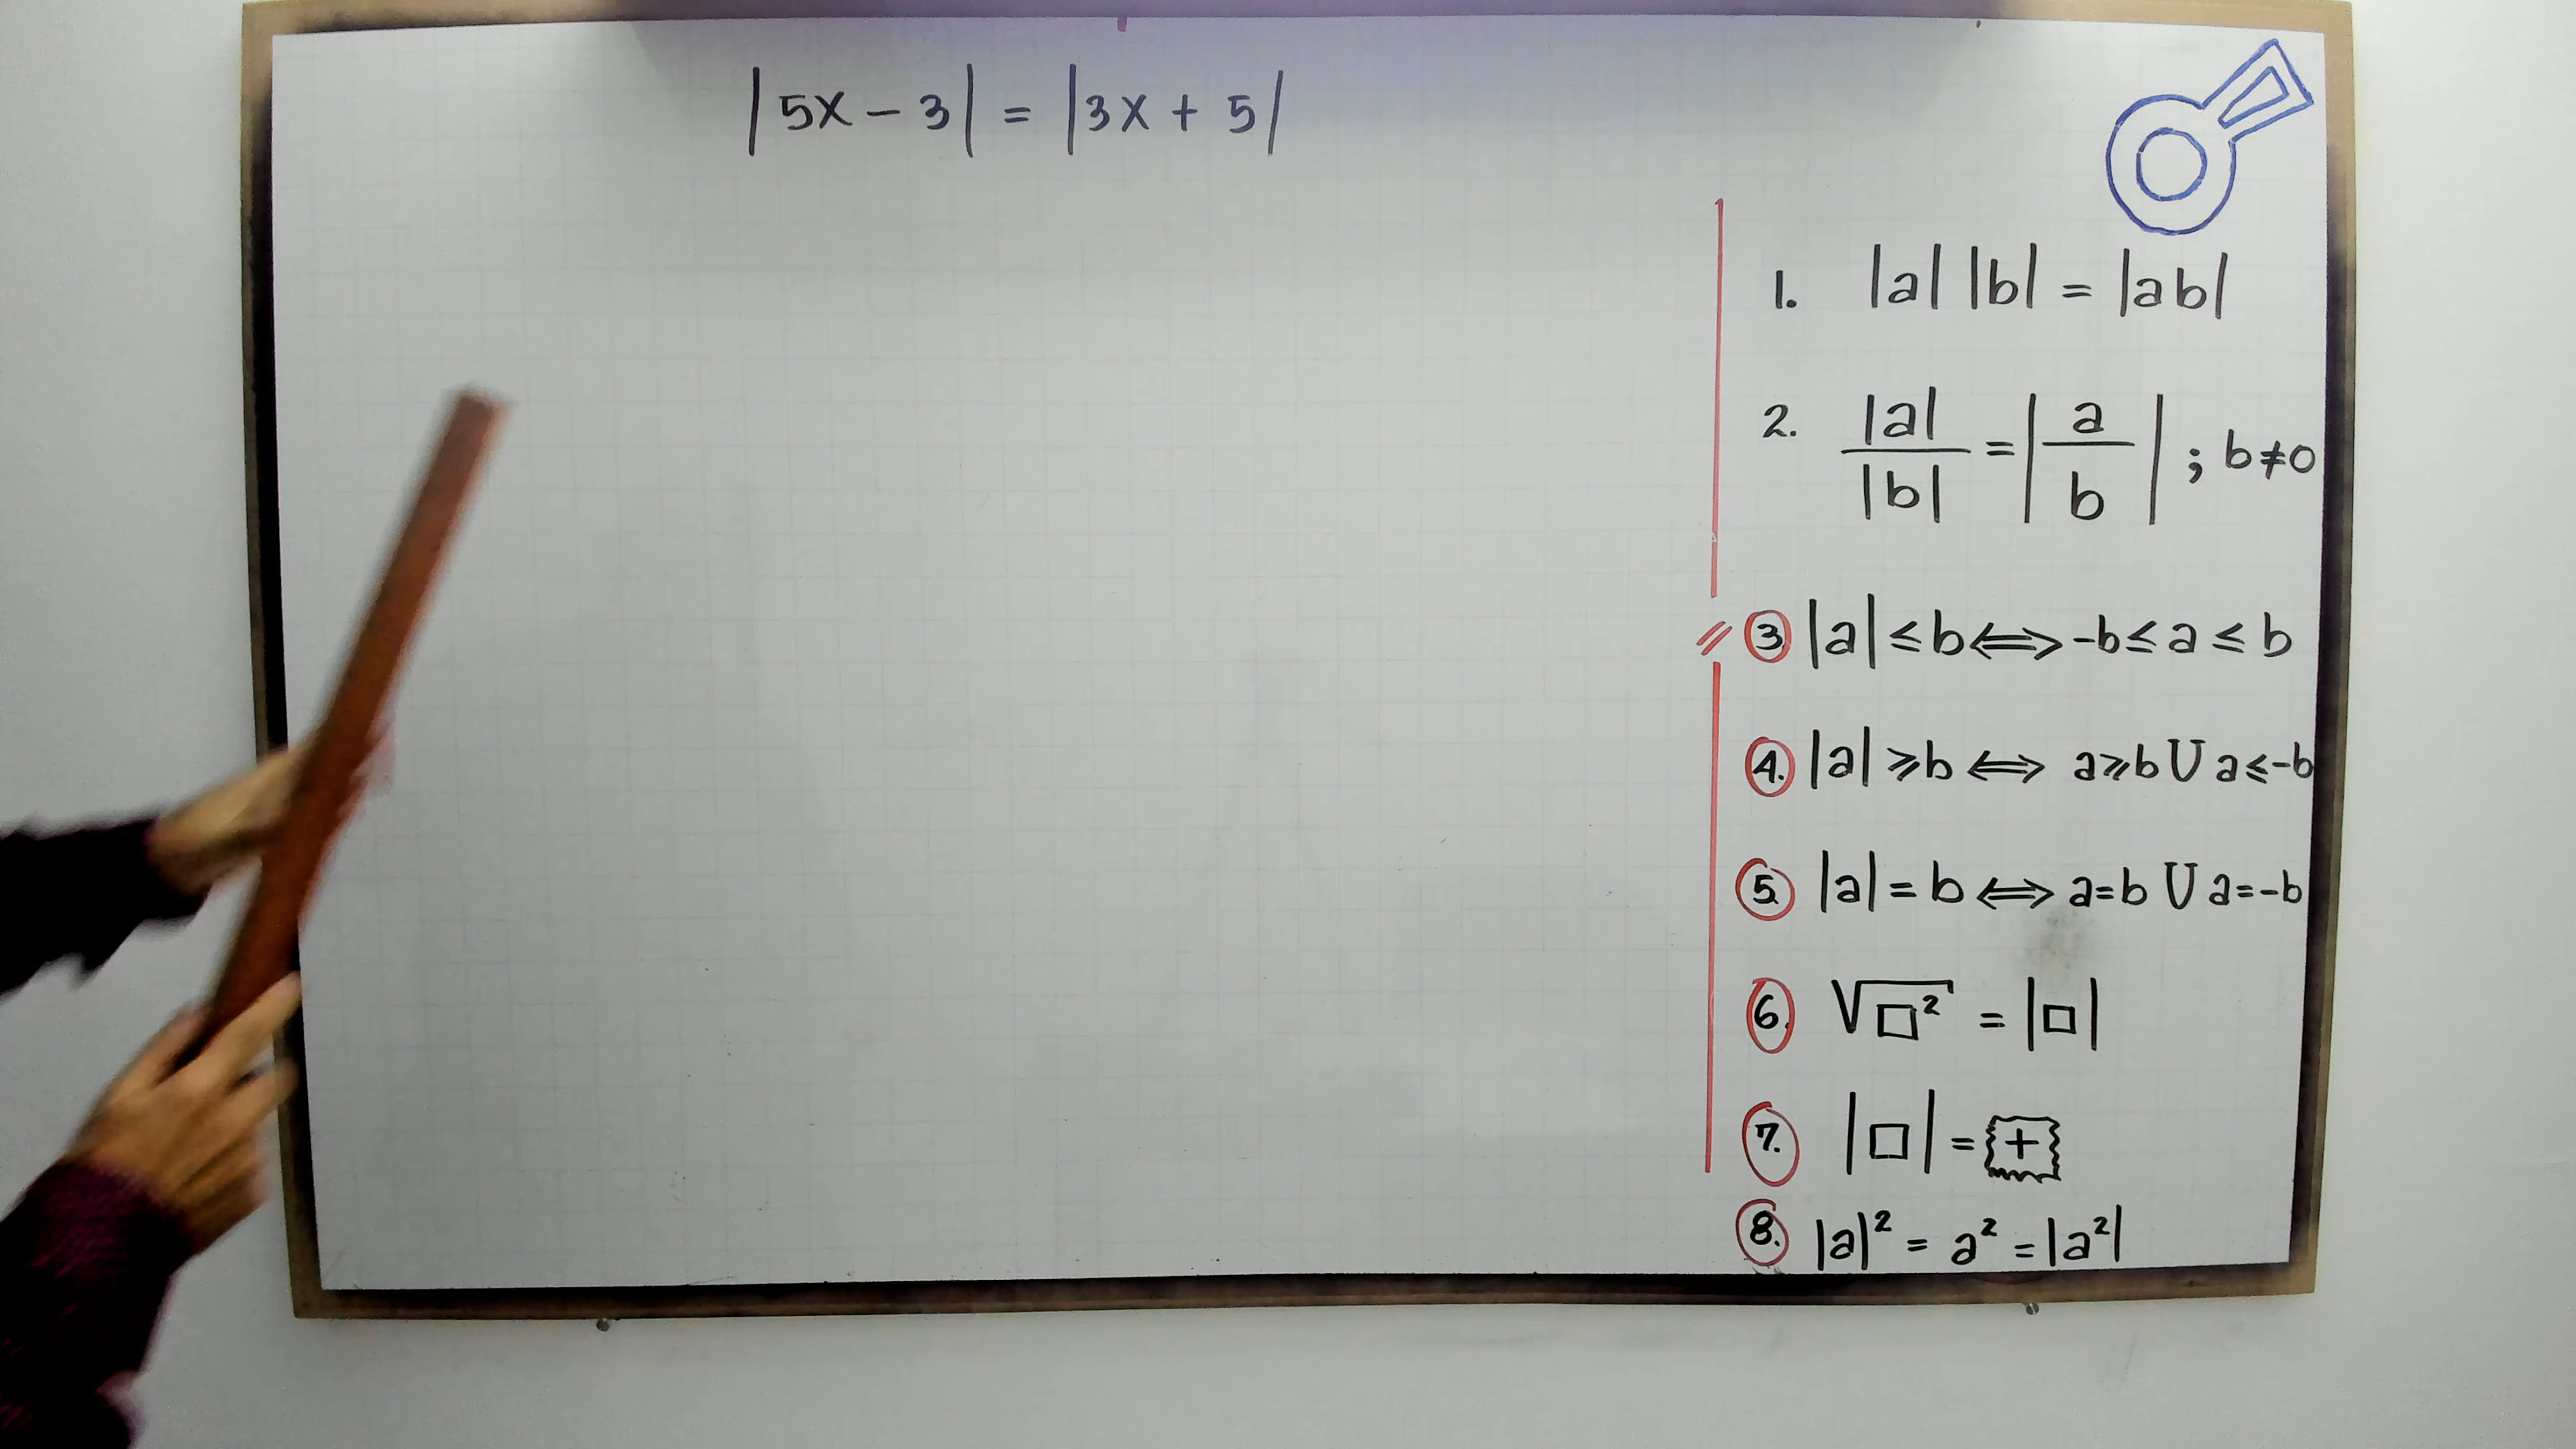 |5x - 3| = |3x + 5|
1. |a| |b| = |ab|
2. |a|/|b| = |a/b| ; b≠0
3 |a| ≤ b ⟺ -b ≤ a ≤ b
4. |a| ⩾ b ⟺ a ⩾ b U a ⩽ -b
5. |a| = b ⟺ a=b U a=-b
6. √□² = |□|
7. |□| = +
8. |a|² = a² = |a²|